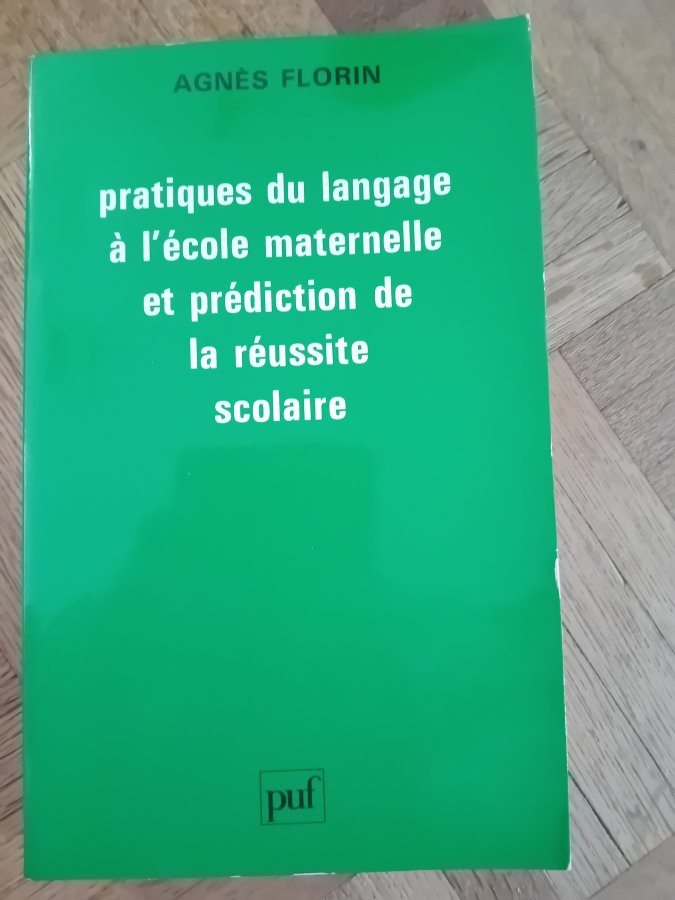 AGNÈS FLORIN
pratiques du langage
à l'école maternelle
et prédiction de
la réussite
scolaire
puf